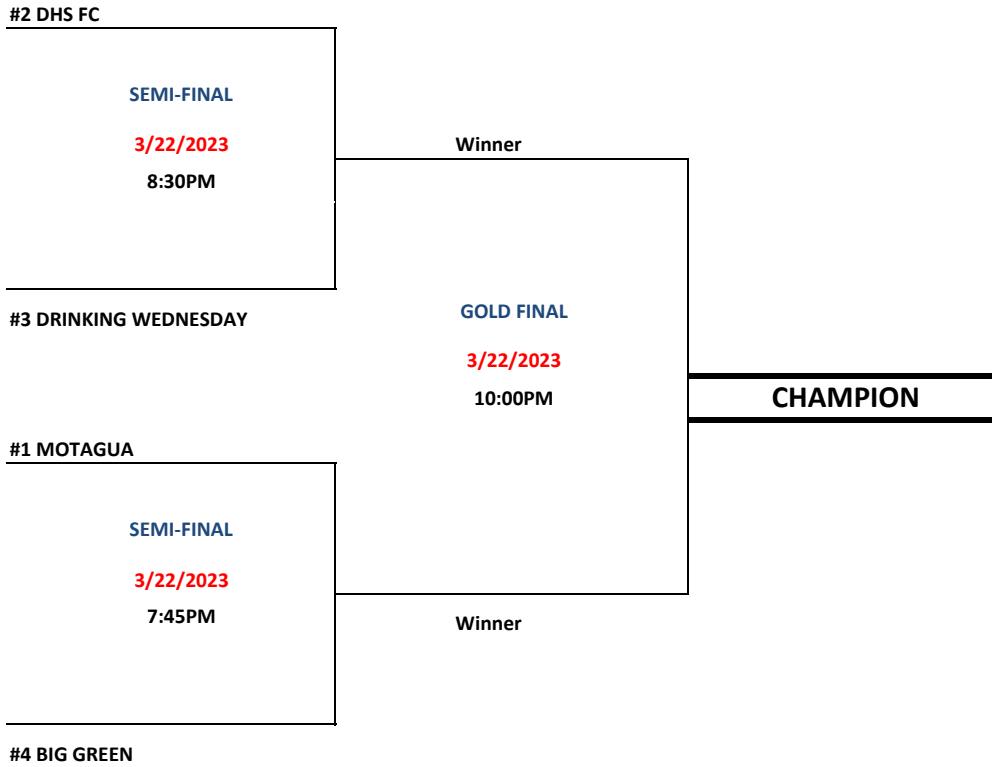 #2 DHS FC
SEMI-FINAL
3/22/2023
8:30PM
Winner
#3 DRINKING WEDNESDAY
GOLD FINAL
3/22/2023
10:00PM
CHAMPION
#1 MOTAGUA
SEMI-FINAL
3/22/2023
7:45PM
Winner
#4 BIG GREEN